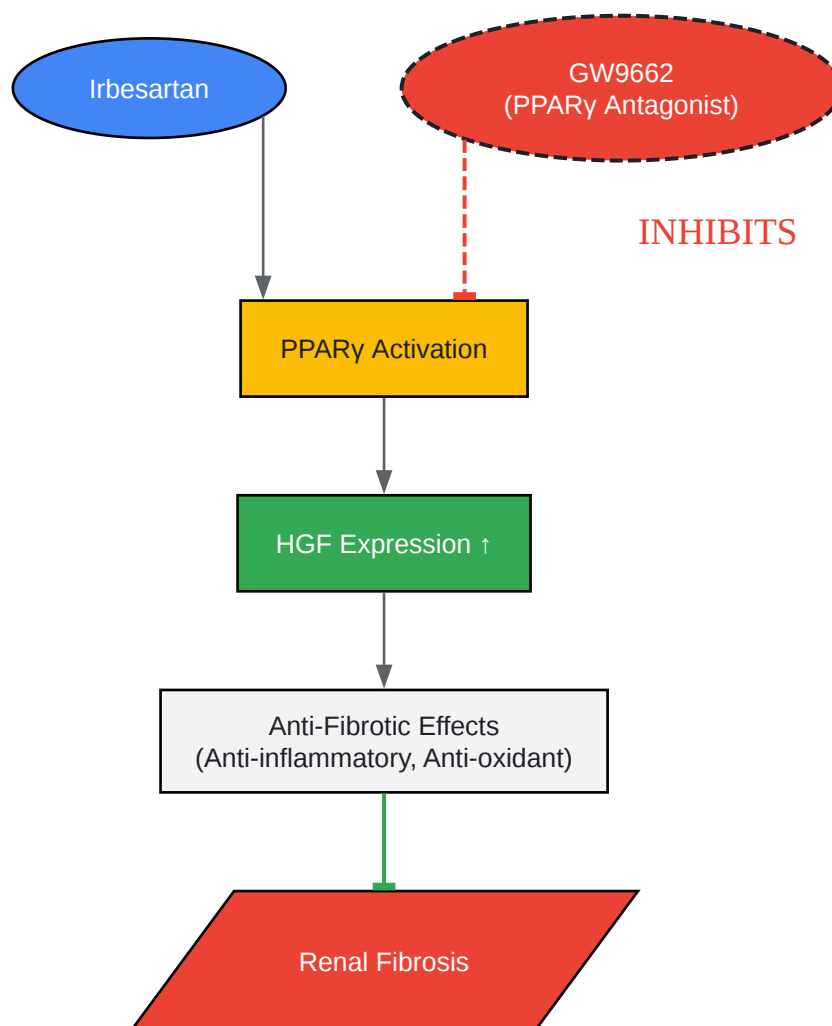 Irbesartan
GW9662
(PPARγ Antagonist)
INHIBITS
PPARγ Activation
HGF Expression ↑
Anti-Fibrotic Effects
(Anti-inflammatory, Anti-oxidant)
Renal Fibrosis